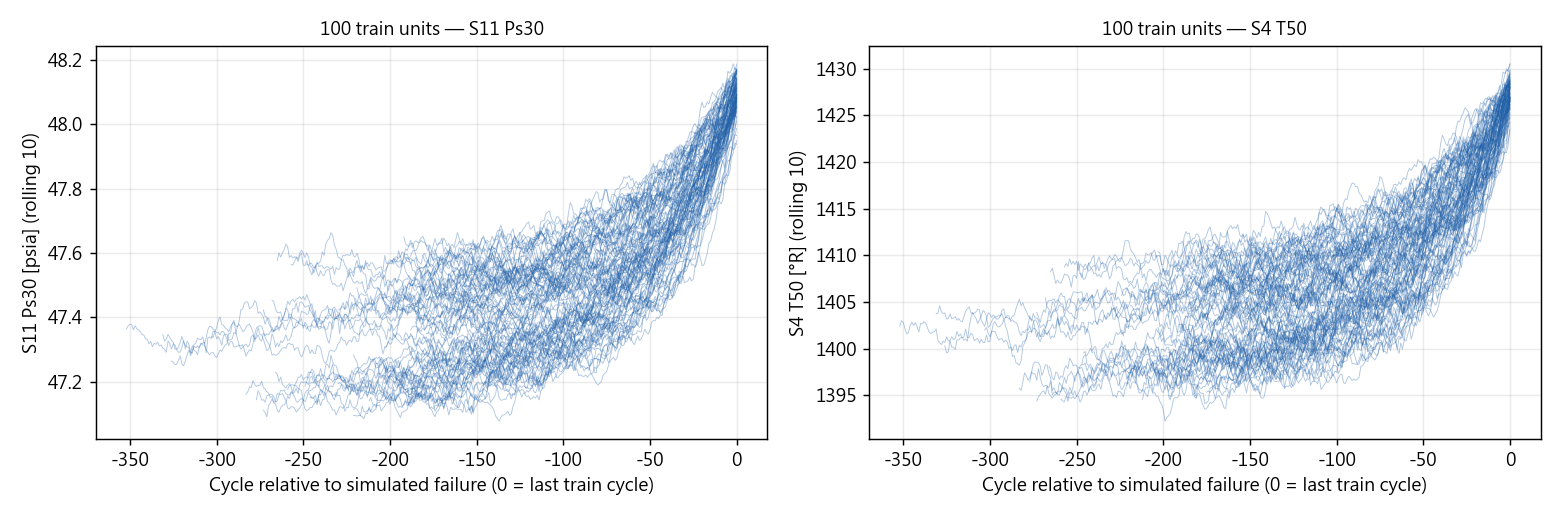 100 train units — S11 Ps30
S11 Ps30 [psia] (rolling 10)
48.2
48.0
47.8
47.6
47.4
47.2
-350 -300 -250 -200 -150 -100 -50 0
Cycle relative to simulated failure (0 = last train cycle)
100 train units — S4 T50
S4 T50 [°R] (rolling 10)
1430
1425
1420
1415
1410
1405
1400
1395
-350 -300 -250 -200 -150 -100 -50 0
Cycle relative to simulated failure (0 = last train cycle)